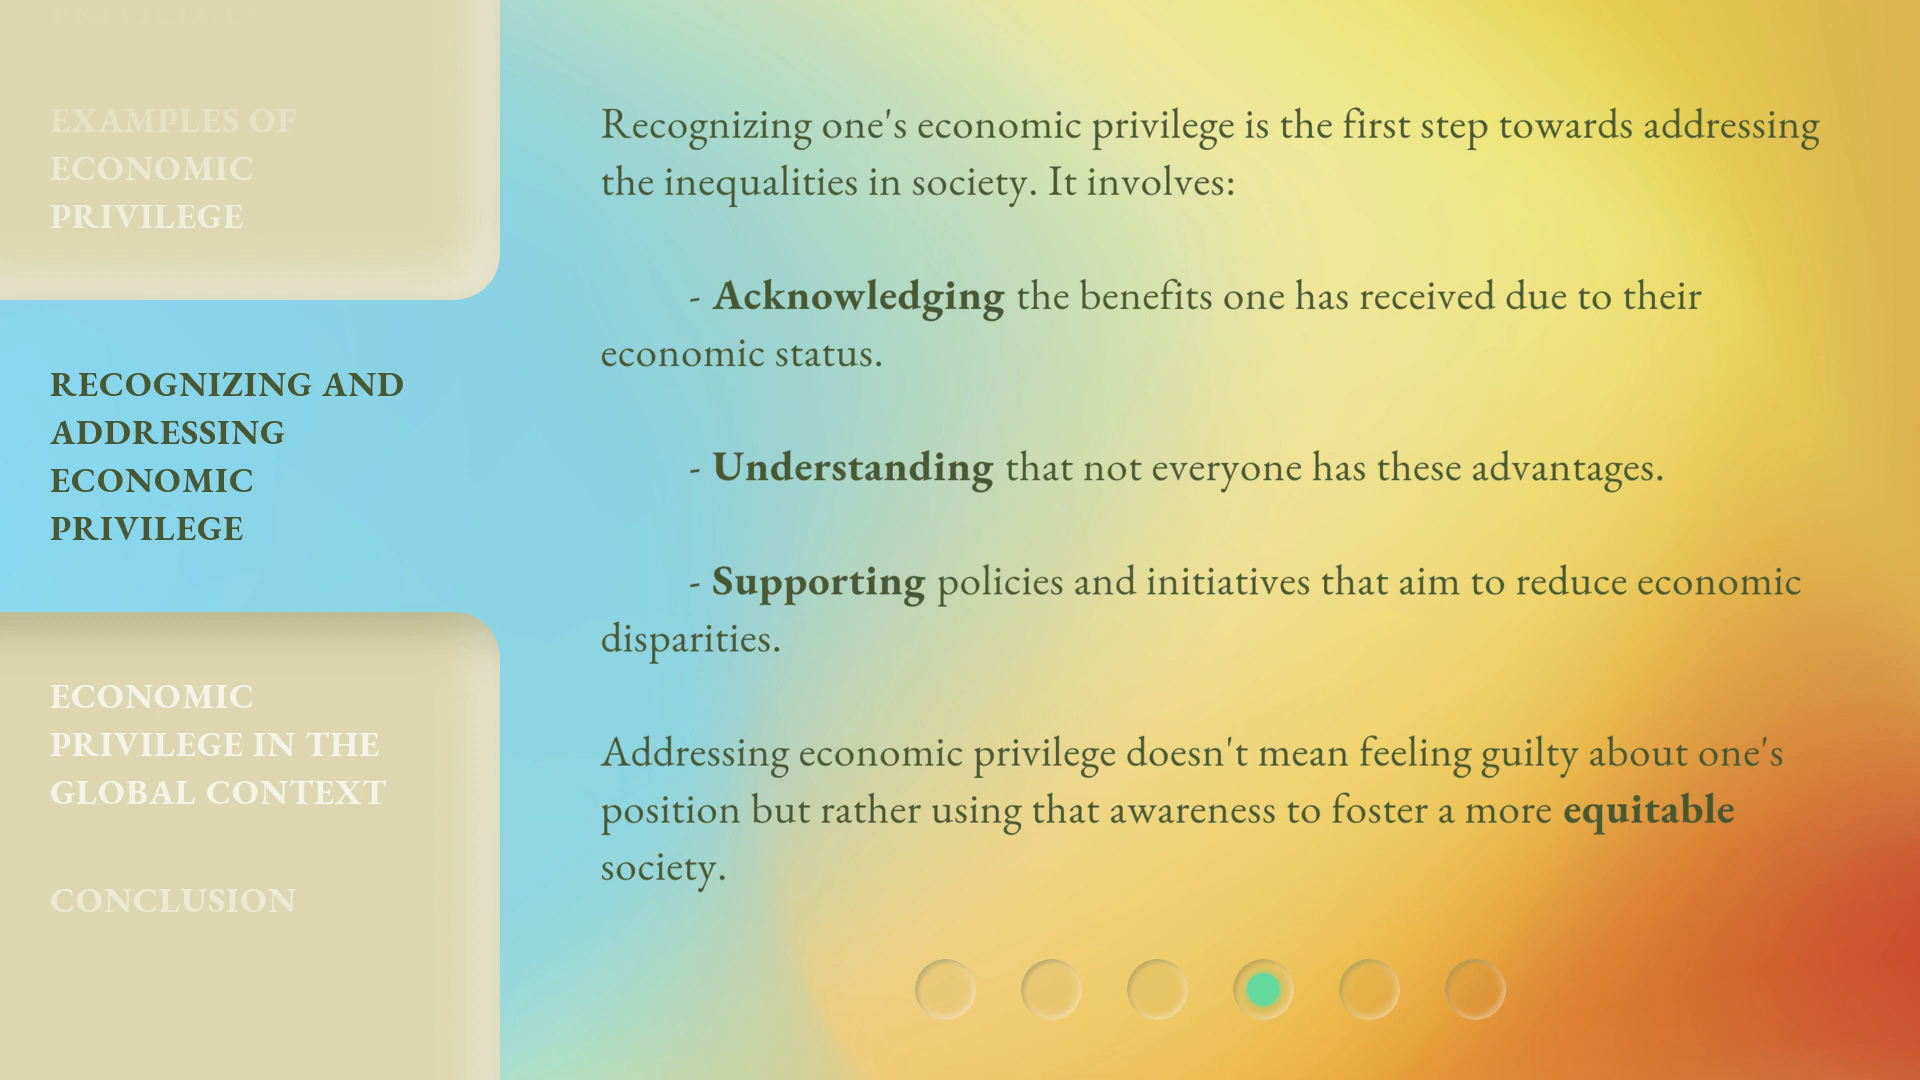 EXAMPLES OF
ECONOMIC
PRIVILEGE
RECOGNIZING AND
ADDRESSING
ECONOMIC
PRIVILEGE
ECONOMIC
PRIVILEGE IN THE
GLOBAL CONTEXT
CONCLUSION
Recognizing one's economic privilege is the first step towards addressing
the inequalities in society. It involves:
- Acknowledging the benefits one has received due to their
economic status.
- Understanding that not everyone has these advantages.
- Supporting policies and initiatives that aim to reduce economic
disparities.
Addressing economic privilege doesn't mean feeling guilty about one's
position but rather using that awareness to foster a more equitable
society.